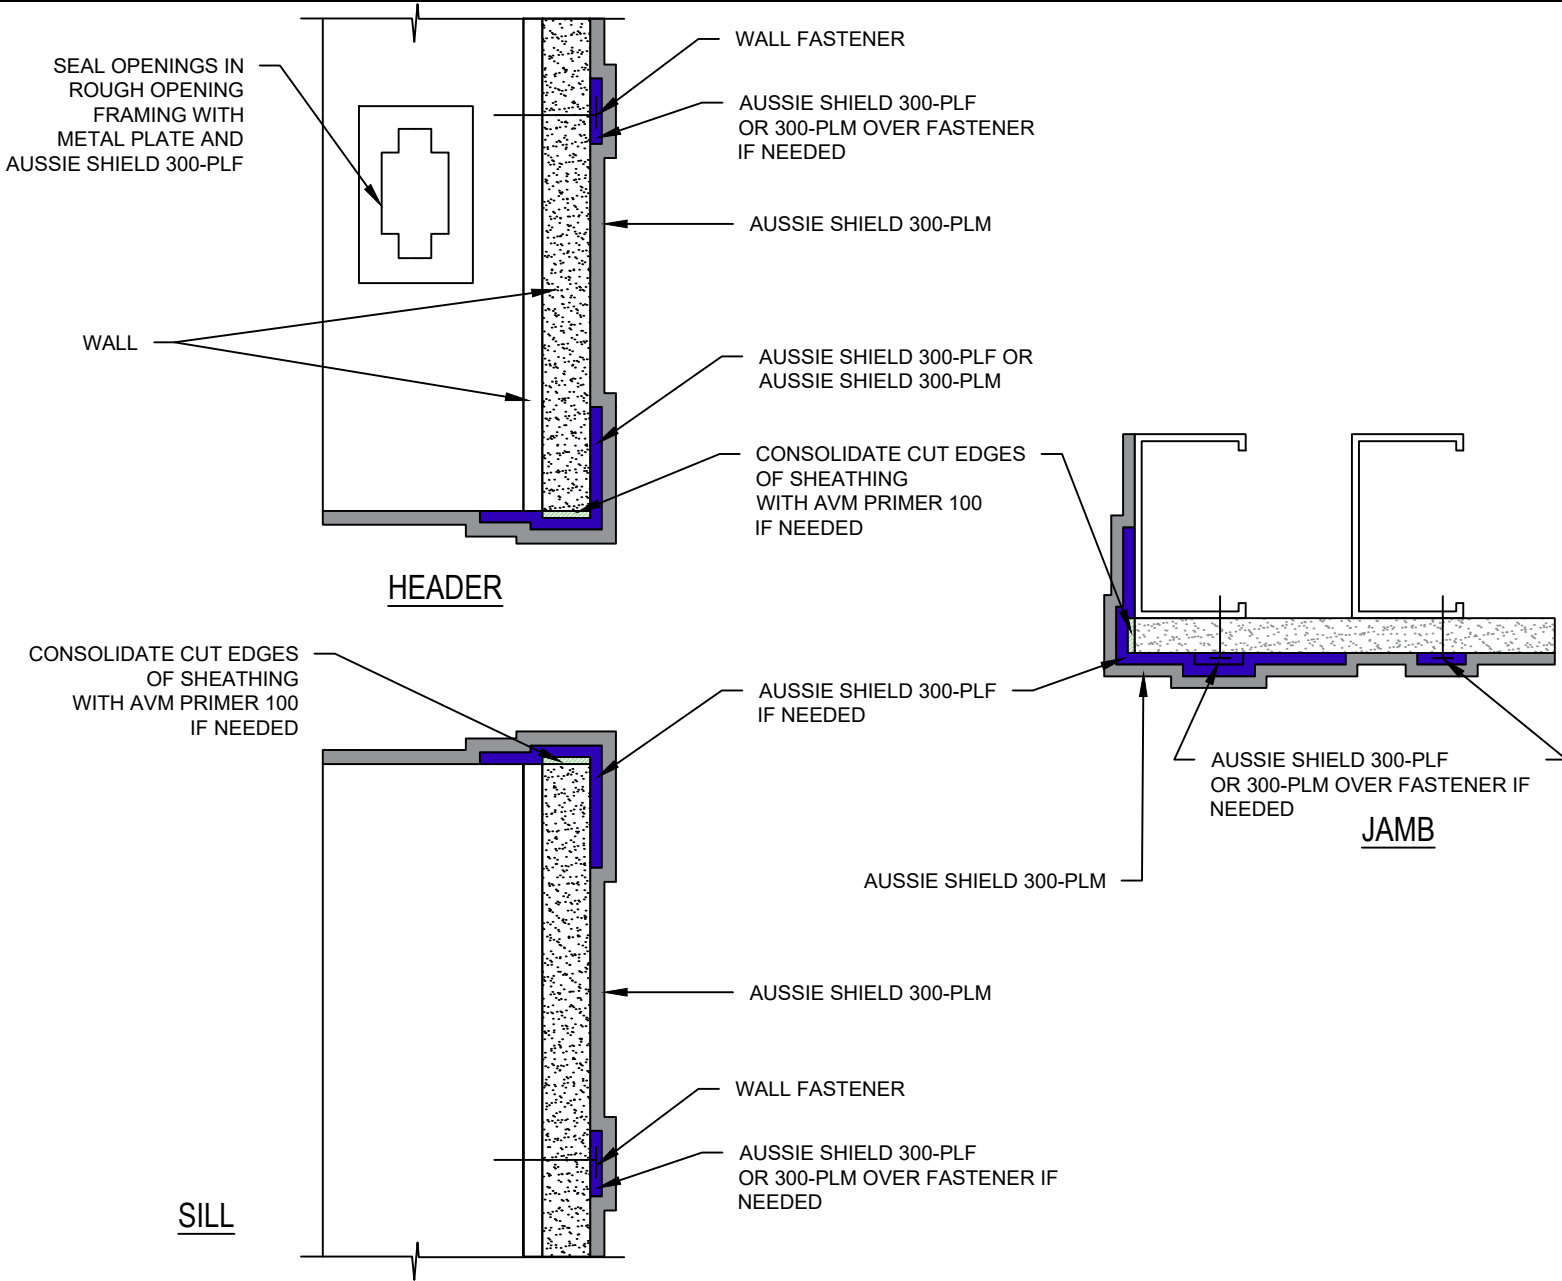 SEAL OPENINGS IN
ROUGH OPENING
FRAMING WITH
METAL PLATE AND
AUSSIE SHIELD 300-PLF
WALL FASTENER
AUSSIE SHIELD 300-PLF
OR 300-PLM OVER FASTENER
IF NEEDED
AUSSIE SHIELD 300-PLM
WALL
AUSSIE SHIELD 300-PLF OR
AUSSIE SHIELD 300-PLM
CONSOLIDATE CUT EDGES
OF SHEATHING
WITH AVM PRIMER 100
IF NEEDED
HEADER
CONSOLIDATE CUT EDGES
OF SHEATHING
WITH AVM PRIMER 100
IF NEEDED
AUSSIE SHIELD 300-PLF
IF NEEDED
AUSSIE SHIELD 300-PLF
OR 300-PLM OVER FASTENER IF
NEEDED
JAMB
AUSSIE SHIELD 300-PLM
AUSSIE SHIELD 300-PLM
WALL FASTENER
AUSSIE SHIELD 300-PLF
OR 300-PLM OVER FASTENER IF
NEEDED
SILL